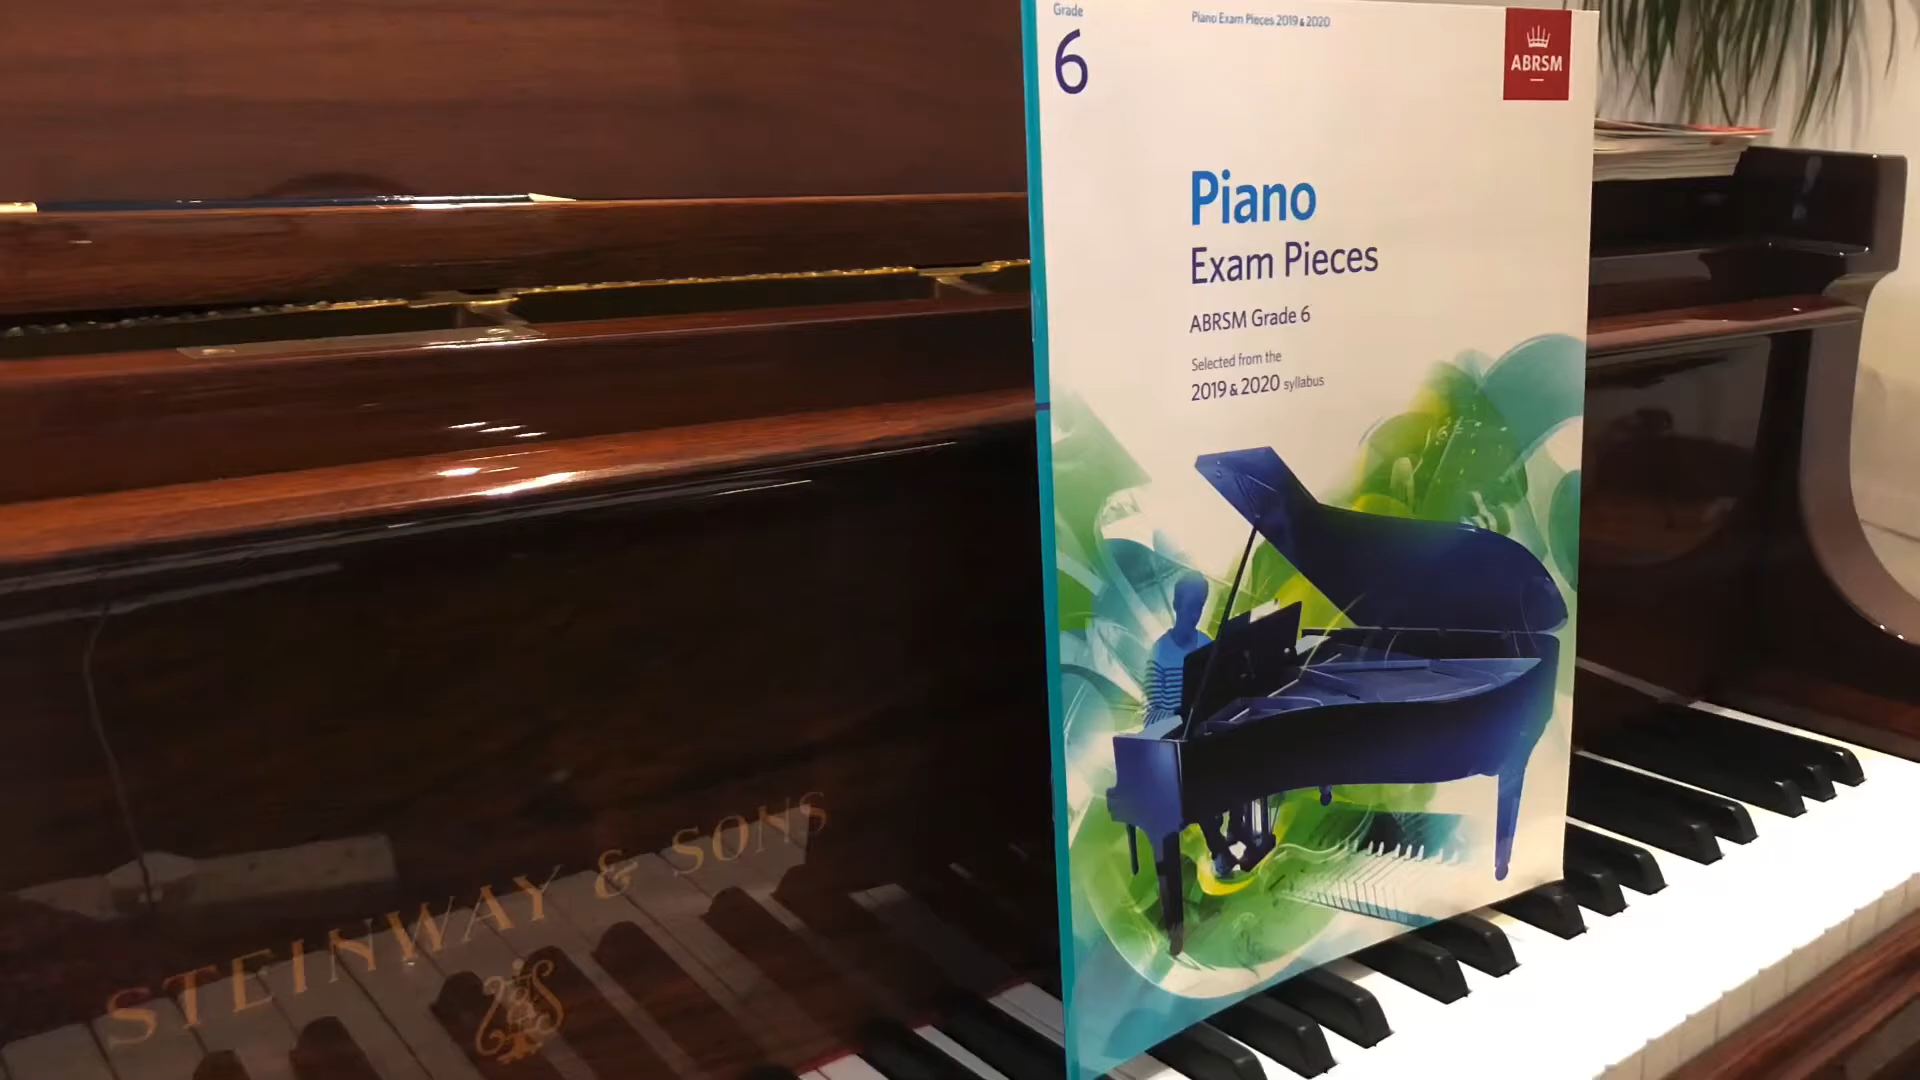 Grade
6
Piano Exam Pieces 2019 & 2020
ABRSM
Piano
Exam Pieces
ABRSM Grade 6
Selected from the
2019 & 2020 syllabus
STEINWAY & SONS